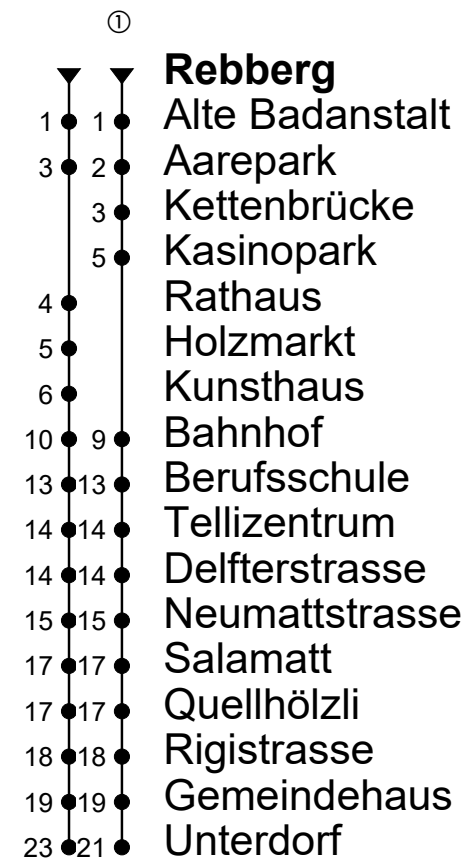 ①
Rebberg
1 1 Alte Badanstalt
3 2 Aarepark
3 Kettenbrücke
5 Kasinopark
4 Rathaus
5 Holzmarkt
6 Kunsthaus
10 9 Bahnhof
13 13 Berufsschule
14 14 Tellizentrum
14 14 Delfterstrasse
15 15 Neumattstrasse
17 17 Salamatt
17 17 Quellhölzli
18 18 Rigistrasse
19 19 Gemeindehaus
23 21 Unterdorf